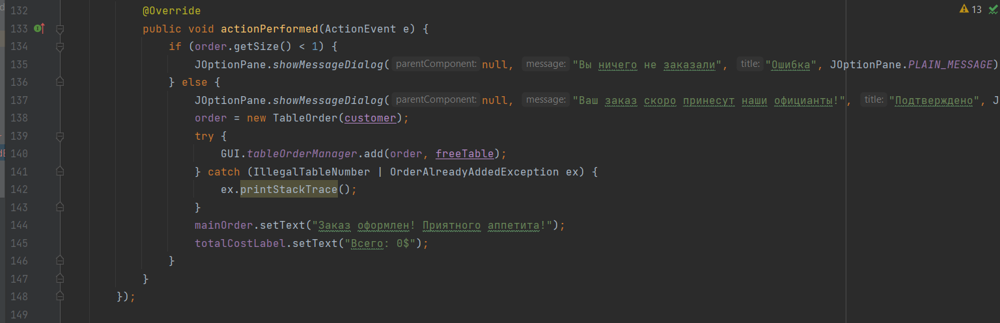 132 @Override
133 public void actionPerformed(ActionEvent e) {
134 if (order.getSize() < 1) {
135 JOptionPane.showMessageDialog( parentComponent: null, message: "Вы ничего не заказали", title: "Ошибка", JOptionPane.PLAIN_MESSAGE)
136 } else {
137 JOptionPane.showMessageDialog( parentComponent: null, message: "Ваш заказ скоро принесут наши официанты!", title: "Подтверждено", J
138 order = new TableOrder(customer);
139 try {
140 GUI.tableOrderManager.add(order, freeTable);
141 } catch (IllegalTableNumber | OrderAlreadyAddedException ex) {
142 ex.printStackTrace();
143 }
144 mainOrder.setText("Заказ оформлен! Приятного аппетита!");
145 totalCostLabel.setText("Всего: 0$");
146 }
147 }
148 });
149
13